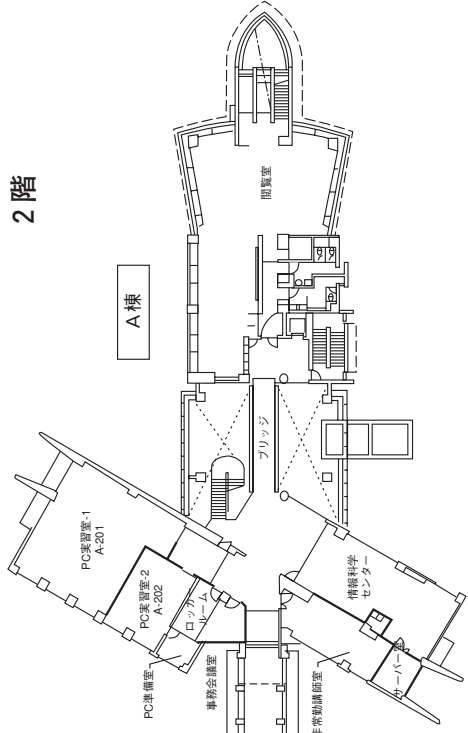 2階
A棟
閲覧室
ブリッジ
PC実習室-1
A-201
PC実習室-2
A-202
ロッカー
ルーム
PC準備室
事務会議室
情報科学
センター
サーバー室
非常勤講師室